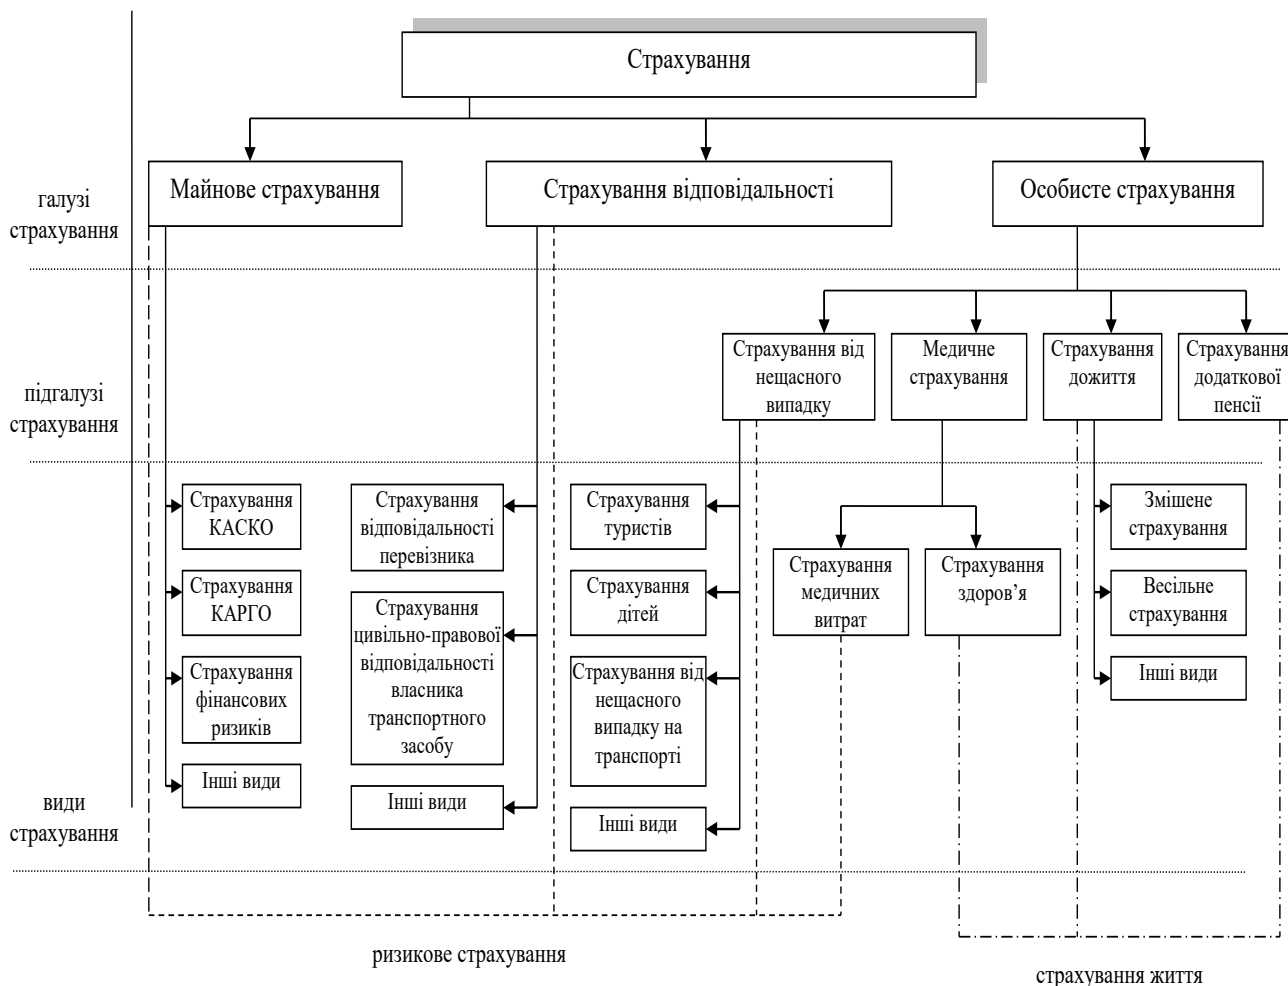 Страхування
Майнове страхування
Страхування відповідальності
Особисте страхування
галузі
страхування
Страхування від
нещасного
випадку
Медичне
страхування
Страхування
дожиття
Страхування
додаткової
пенсії
підгалузі
страхування
Страхування
КАСКО
Страхування
КАРГО
Страхування
фінансових
ризиків
Інші види
Страхування
відповідальності
перевізника
Страхування
цивільно-правової
відповідальності
власника
транспортного
засобу
Інші види
Страхування
туристів
Страхування
дітей
Страхування від
нещасного
випадку на
транспорті
Інші види
Страхування
медичних
витрат
Страхування
здоров’я
Змішене
страхування
Весільне
страхування
Інші види
види
страхування
ризикове страхування
страхування життя